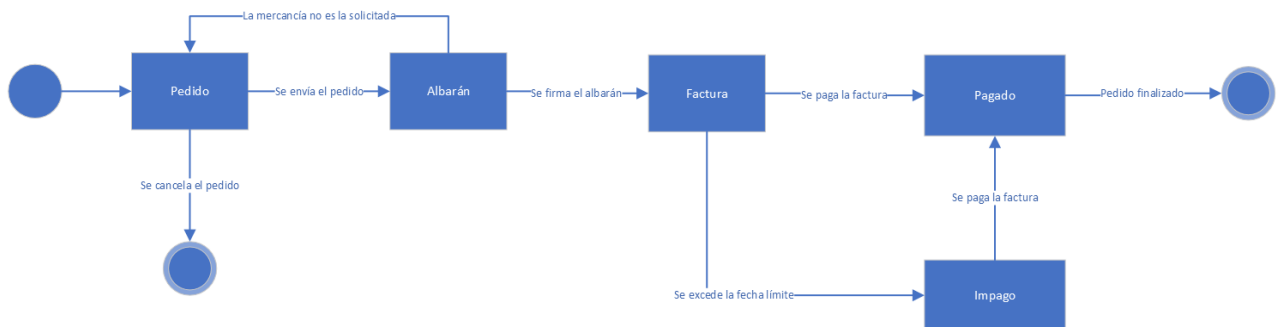 La mercancía no es la solicitada
Pedido
Se envía el pedido
Albarán
Se firma el albarán
Factura
Se paga la factura
Pagado
Pedido finalizado
Se cancela el pedido
Se paga la factura
Se excede la fecha límite
Impago